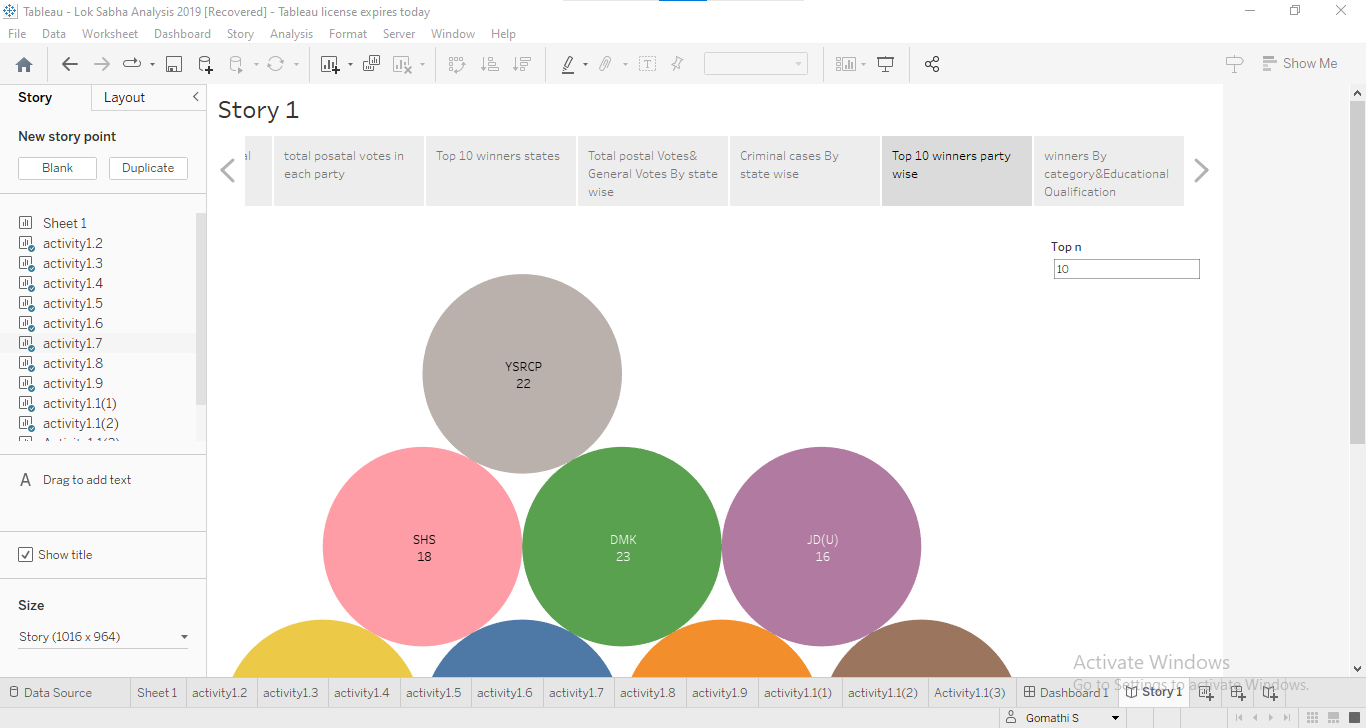 Tableau - Lok Sabha Analysis 2019 [Recovered] - Tableau license expires today
File Data Worksheet Dashboard Story Analysis Format Server Window Help
Show Me
Story Layout
New story point
Blank Duplicate
Sheet 1
activity1.2
activity1.3
activity1.4
activity1.5
activity1.6
activity1.7
activity1.8
activity1.9
activity1.1(1)
activity1.1(2)
A Drag to add text
Show title
Size
Story (1016 x 964)
Story 1
total posatal votes in
each party
Top 10 winners states
Total postal Votes&
General Votes By state
wise
Criminal cases By
state wise
Top 10 winners party
wise
winners By
category&Educational
Qualification
Top n
10
YSRCP
22
SHS
18
DMK
23
JD(U)
16
Activate Windows
Go to Settings to activate Windows.
Data Source Sheet 1 activity1.2 activity1.3 activity1.4 activity1.5 activity1.6 activity1.7 activity1.8 activity1.9 activity1.1(1) activity1.1(2) Activity1.1(3) Dashboard 1 Story 1
Gomathi S